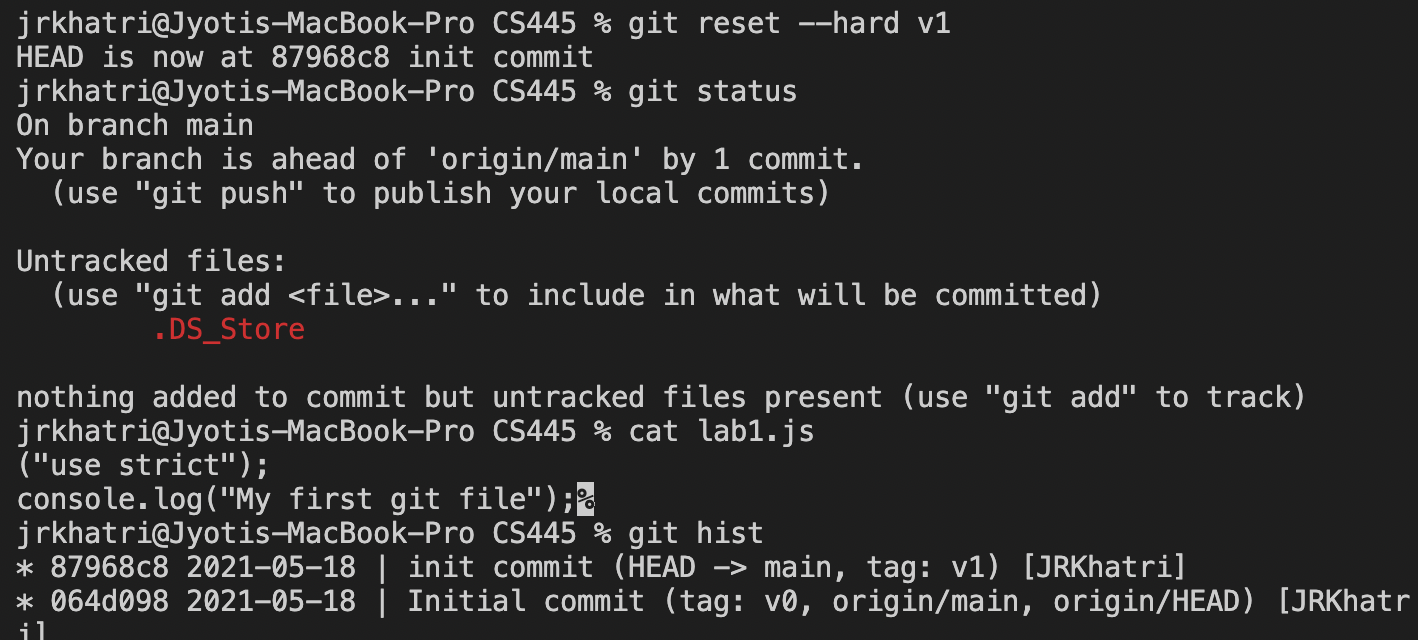 jrkhatri@Jyotis-MacBook-Pro CS445 % git reset --hard v1
HEAD is now at 87968c8 init commit
jrkhatri@Jyotis-MacBook-Pro CS445 % git status
On branch main
Your branch is ahead of 'origin/main' by 1 commit.
  (use "git push" to publish your local commits)

Untracked files:
  (use "git add <file>..." to include in what will be committed)
        .DS_Store

nothing added to commit but untracked files present (use "git add" to track)
jrkhatri@Jyotis-MacBook-Pro CS445 % cat lab1.js
("use strict");
console.log("My first git file");%
jrkhatri@Jyotis-MacBook-Pro CS445 % git hist
* 87968c8 2021-05-18 | init commit (HEAD -> main, tag: v1) [JRKhatri]
* 064d098 2021-05-18 | Initial commit (tag: v0, origin/main, origin/HEAD) [JRKhatr
i]